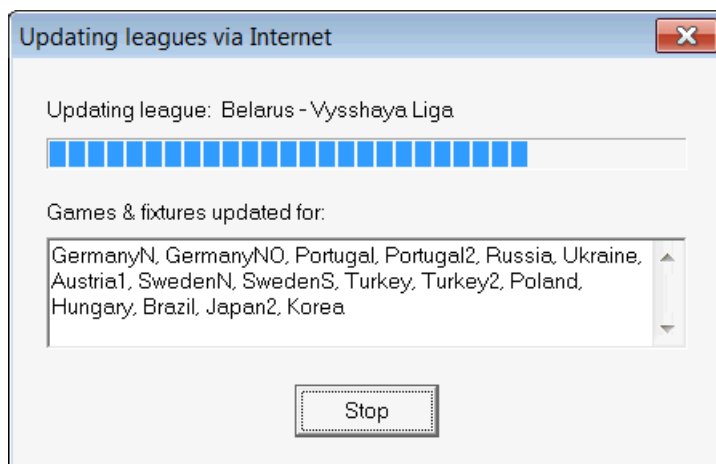 Updating leagues via Internet
Updating league: Belarus - Vysshaya Liga
Games & fixtures updated for:
GermanyN, GermanyNO, Portugal, Portugal2, Russia, Ukraine,
Austria1, SwedenN, SwedenS, Turkey, Turkey2, Poland,
Hungary, Brazil, Japan2, Korea
Stop